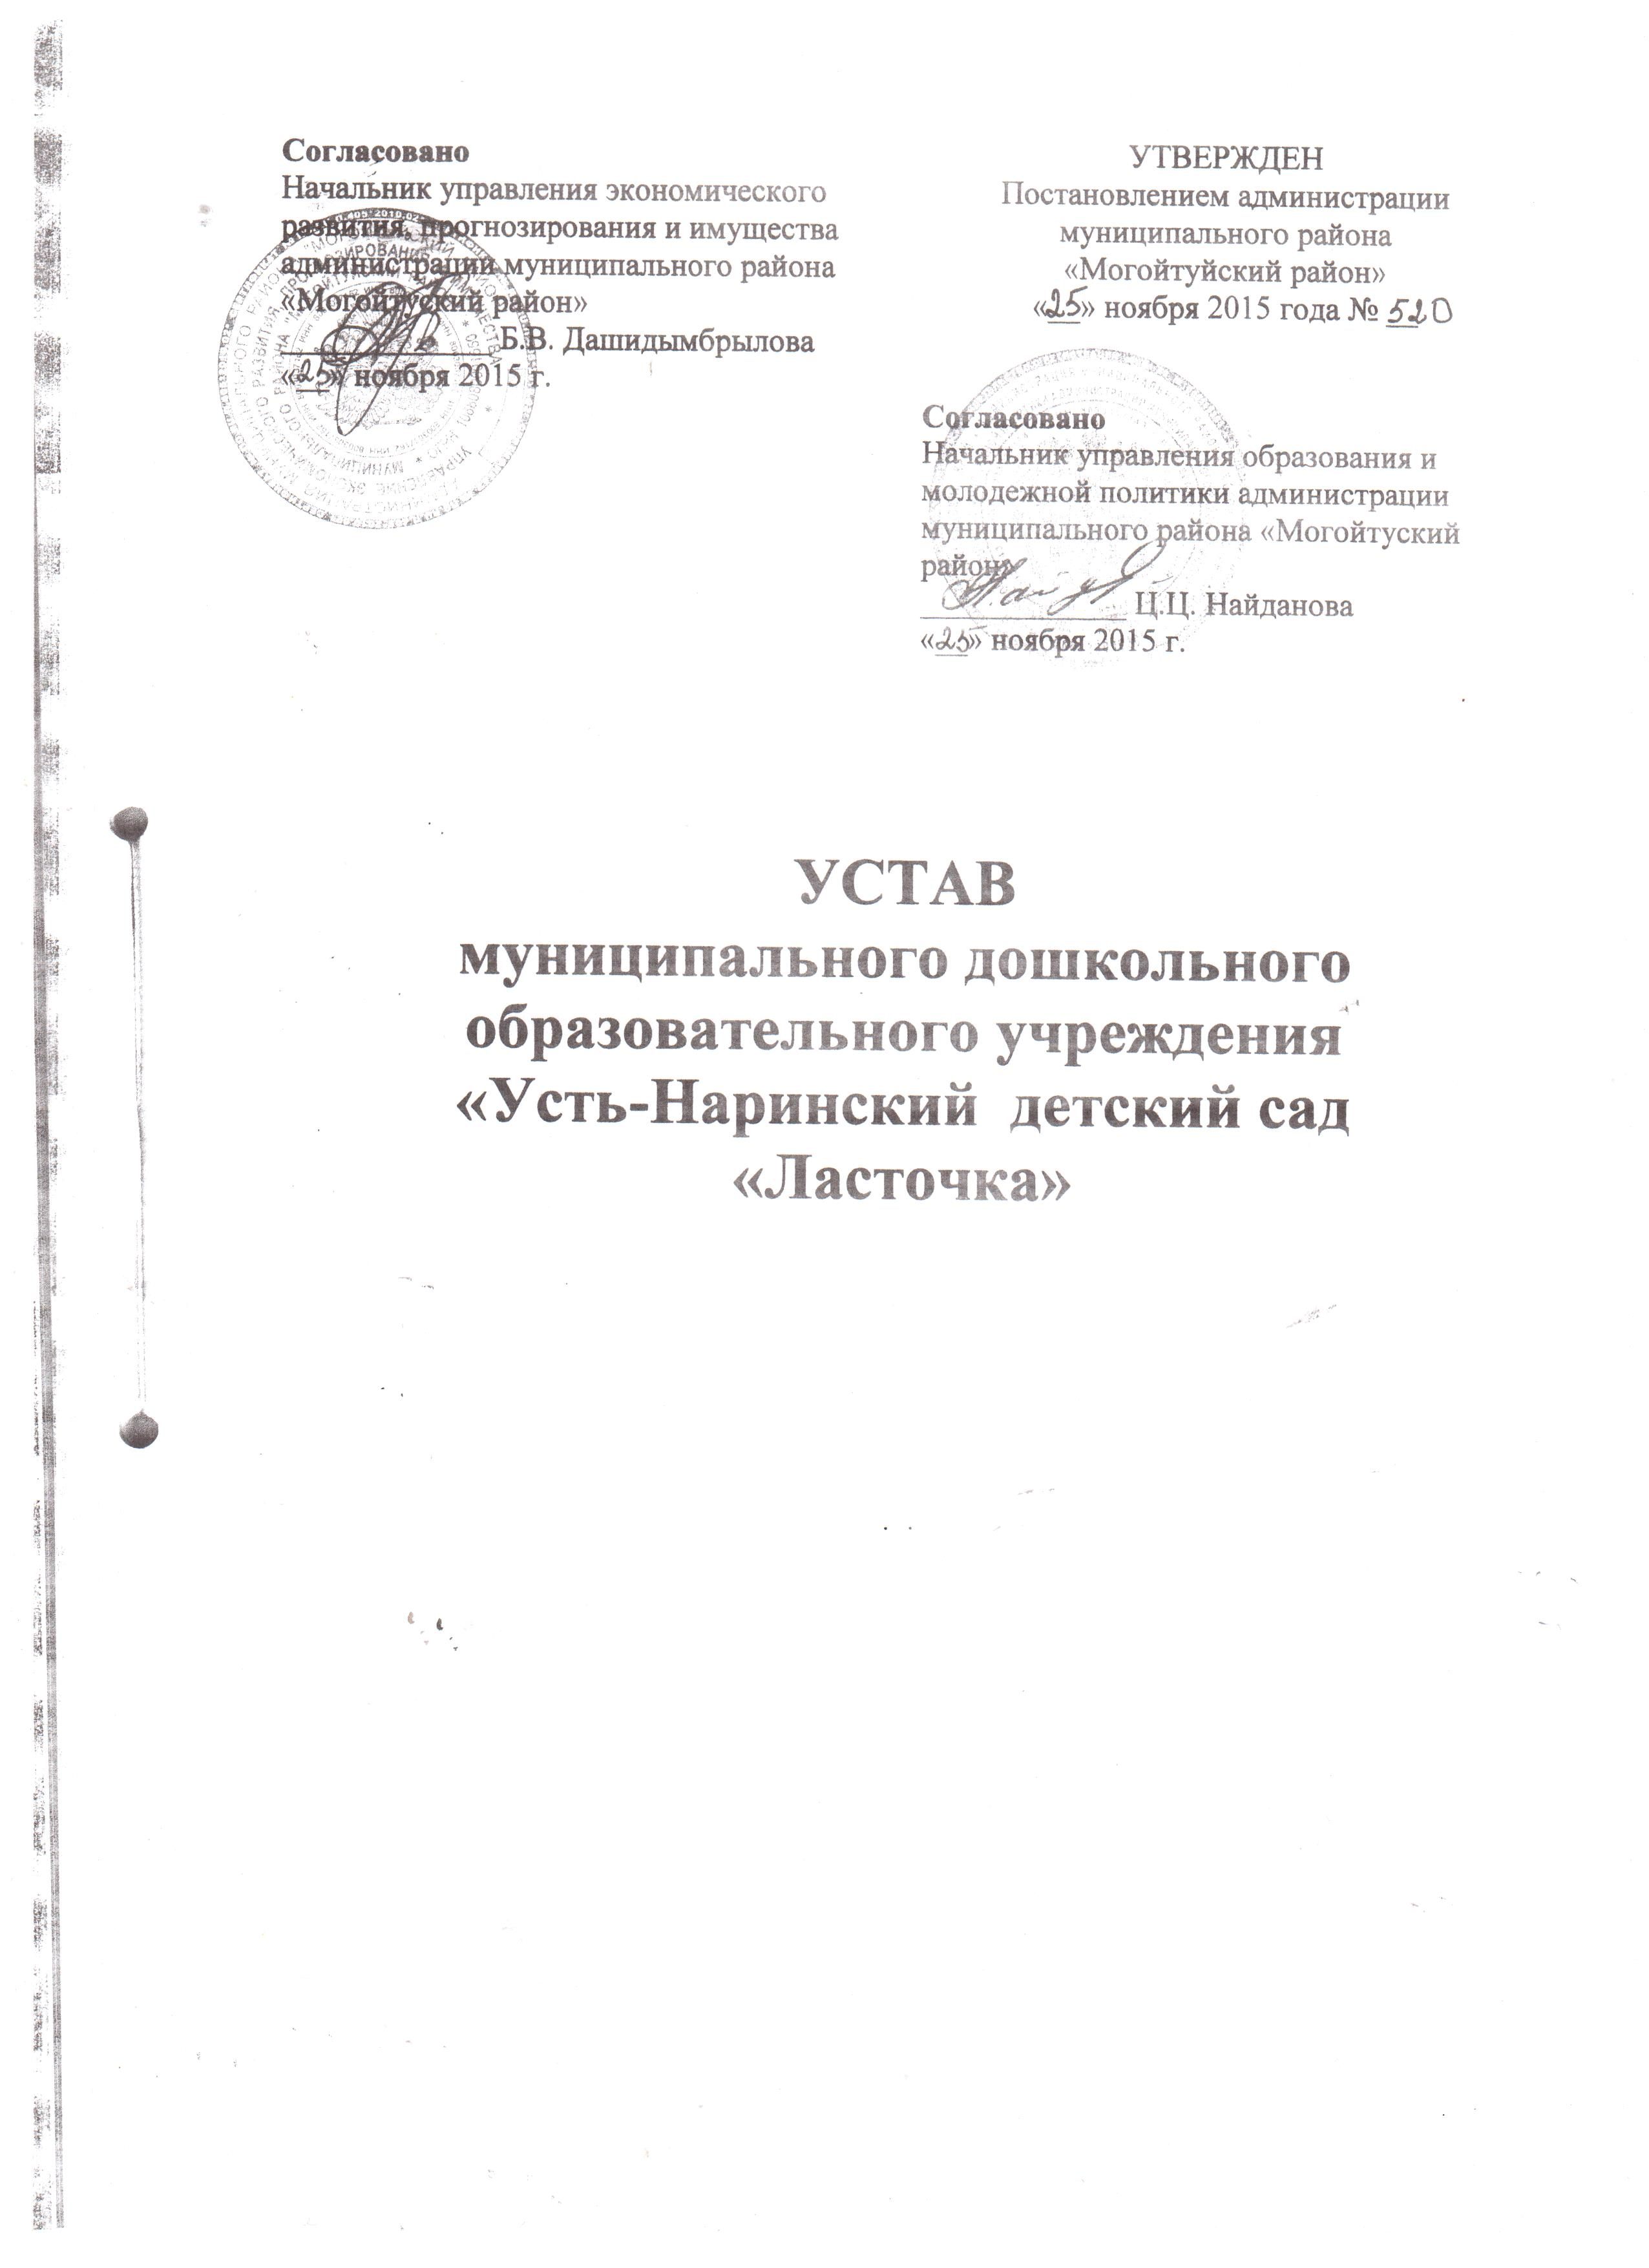 Согласовано
Начальник управления экономического
развития, прогнозирования и имущества
администрации муниципального района
«Могойтуский район»
Б.В. Дашидымбрылова
«25» ноября 2015 г.
УТВЕРЖДЕН
Постановлением администрации
муниципального района
«Могойтуйский район»
«25» ноября 2015 года № 520
Согласовано
Начальник управления образования и
молодежной политики администрации
муниципального района «Могойтуский
район»
Ц.Ц. Найданова
«25» ноября 2015 г.
УСТАВ
муниципального дошкольного
образовательного учреждения
«Усть-Наринский детский сад
«Ласточка»